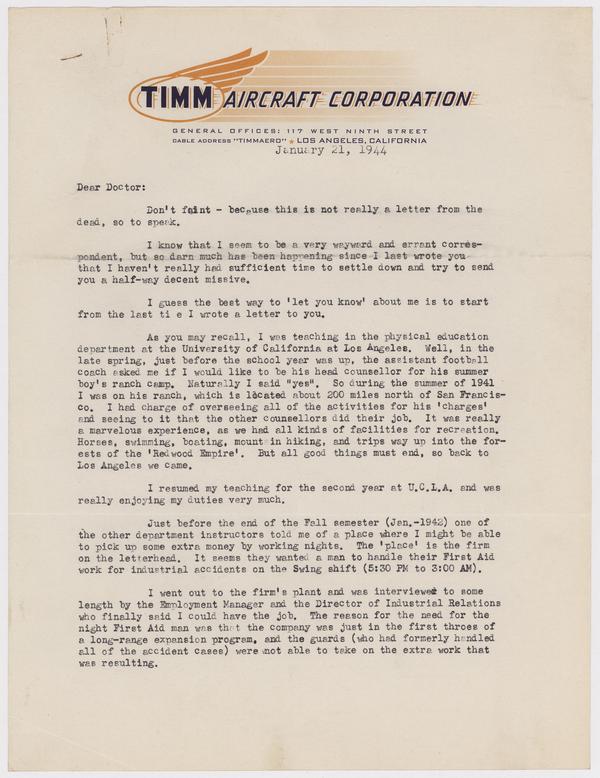 TIMM AIRCRAFT CORPORATION
GENERAL OFFICES: 117 WEST NINTH STREET
CABLE ADDRESS "TIMMAERO" ★ LOS ANGELES, CALIFORNIA
January 21, 1944
Dear Doctor:
Don't faint - because this is not really a letter from the
dead, so to speak.
I know that I seem to be a very wayward and errant corres-
pondent, but so darn much has been happening since I last wrote you
that I haven't really had sufficient time to settle down and try to send
you a half-way decent missive.
I guess the best way to 'let you know' about me is to start
from the last ti e I wrote a letter to you.
As you may recall, I was teaching in the physical education
department at the University of California at Los Angeles. Well, in the
late spring, just before the school year was up, the assistant football
coach asked me if I would like to be his head counsellor for his summer
boy's ranch camp. Naturally I said "yes". So during the summer of 1941
I was on his ranch, which is located about 200 miles north of San Francis-
co. I had charge of overseeing all of the activities for his 'charges'
and seeing to it that the other counsellors did their job. It was really
a marvelous experience, as we had all kinds of facilities for recreation.
Horses, swimming, boating, mountain hiking, and trips way up into the for-
ests of the 'Redwood Empire'. But all good things must end, so back to
Los Angeles we came.
I resumed my teaching for the second year at U.C.L.A. and was
really enjoying my duties very much.
Just before the end of the Fall semester (Jan.-1942) one of
the other department instructors told me of a place where I might be able
to pick up some extra money by working nights. The 'place' is the firm
on the letterhead. It seems they wanted a man to handle their First Aid
work for industrial accidents on the Swing shift (5:30 PM to 3:00 AM).
I went out to the firm's plant and was interviewed to some
length by the Employment Manager and the Director of Industrial Relations
who finally said I could have the job. The reason for the need for the
night First Aid man was that the company was just in the first throes of
a long-range expansion program, and the guards (who had formerly handled
all of the accident cases) were not able to take on the extra work that
was resulting.